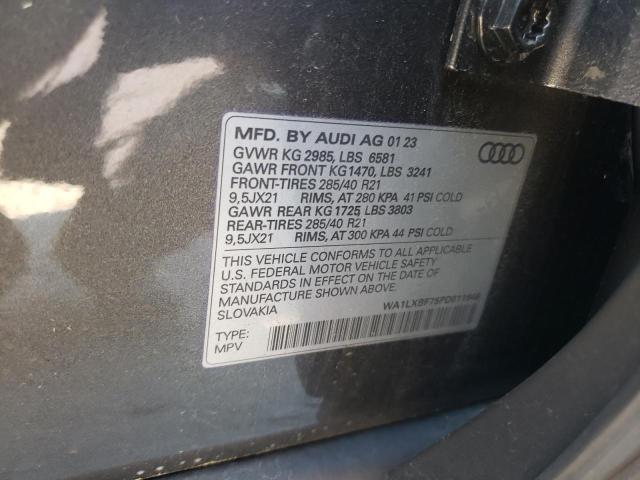 MFD. BY AUDI AG 01 23
GVWR KG 2985, LBS 6581
GAWR FRONT KG1470, LBS 3241
FRONT-TIRES 285/40 R21
9,5JX21 RIMS, AT 280 KPA 41 PSI COLD
GAWR REAR KG 1725, LBS 3803
REAR-TIRES 285/40 R21
9,5JX21 RIMS, AT 300 KPA 44 PSI COLD
THIS VEHICLE CONFORMS TO ALL APPLICABLE
U.S. FEDERAL MOTOR VEHICLE SAFETY
STANDARDS IN EFFECT ON THE DATE OF
MANUFACTURE SHOWN ABOVE.
SLOVAKIA
TYPE:
MPV